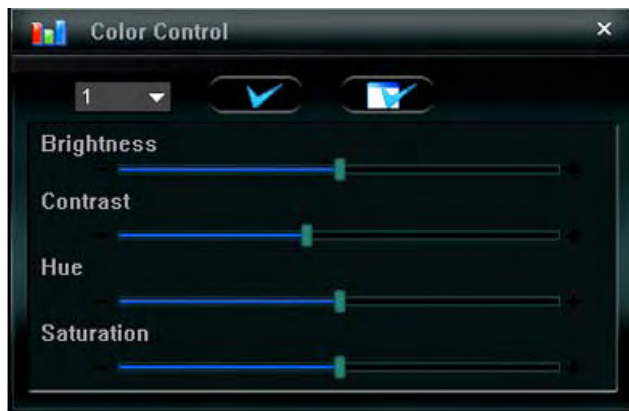 Color Control
1
Brightness
Contrast
Hue
Saturation